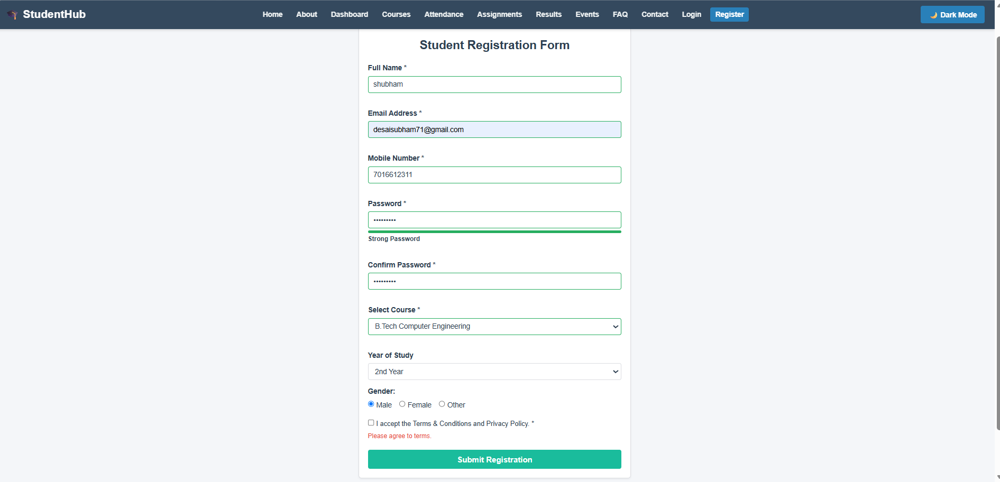 StudentHub Home About Dashboard Courses Attendance Assignments Results Events FAQ Contact Login Register Dark Mode
Student Registration Form
Full Name *
shubham
Email Address *
desaisubham71@gmail.com
Mobile Number *
7016612311
Password *
•••••••••
Strong Password
Confirm Password *
•••••••••
Select Course *
B.Tech Computer Engineering
Year of Study
2nd Year
Gender:
Male Female Other
I accept the Terms & Conditions and Privacy Policy. *
Please agree to terms.
Submit Registration